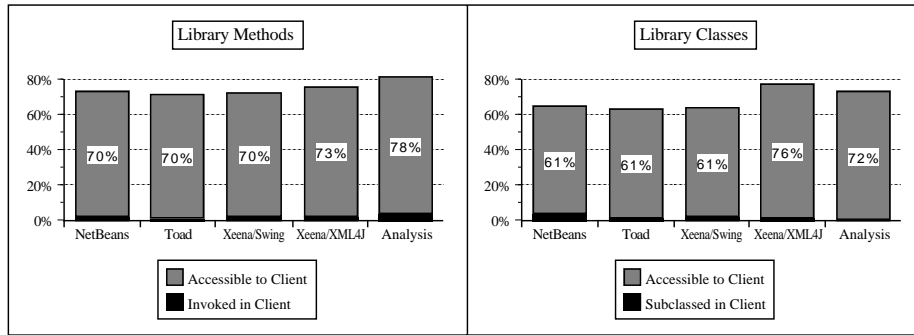 Library Methods
80%
60%
40%
20%
0%
70%
70%
70%
73%
78%
NetBeans
Toad
Xeena/Swing
Xeena/XML4J
Analysis
Accessible to Client
Invoked in Client
Library Classes
80%
60%
40%
20%
0%
61%
61%
61%
76%
72%
NetBeans
Toad
Xeena/Swing
Xeena/XML4J
Analysis
Accessible to Client
Subclassed in Client